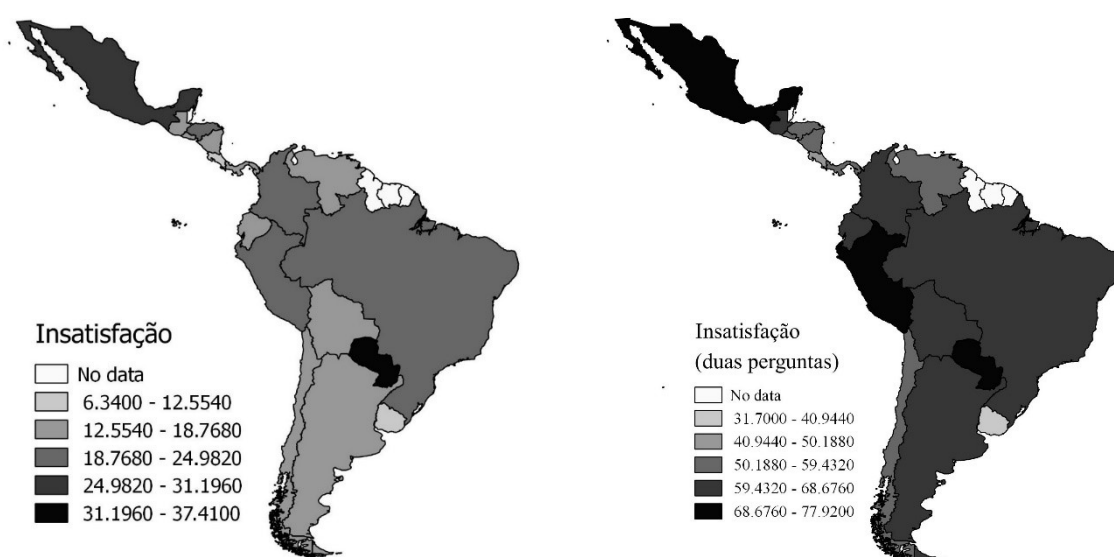 Insatisfação
No data
6.3400 - 12.5540
12.5540 - 18.7680
18.7680 - 24.9820
24.9820 - 31.1960
31.1960 - 37.4100
Insatisfação
(duas perguntas)
No data
31.7000 - 40.9440
40.9440 - 50.1880
50.1880 - 59.4320
59.4320 - 68.6760
68.6760 - 77.9200